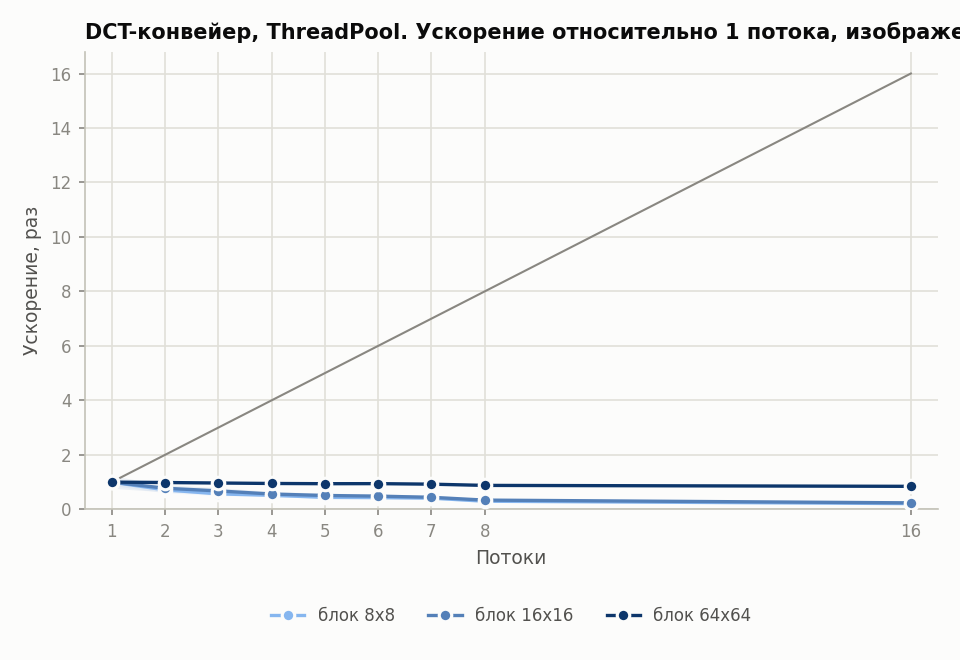 DCT-конвейер, ThreadPool. Ускорение относительно 1 потока, изображе
16
14
12
10
8
6
4
2
0
Ускорение, раз
1 2 3 4 5 6 7 8 16
Потоки
блок 8x8 блок 16x16 блок 64x64